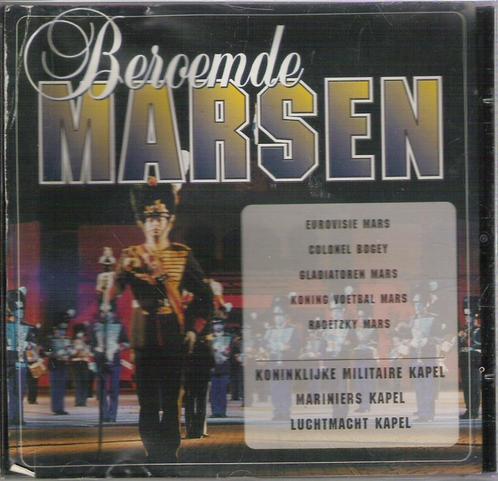 Beroemde
MARSEN
EUROVISIE MARS
COLONEL BOGEY
GLADIATOREN MARS
KONING VOETBAL MARS
RADETZKY MARS
KONINKLIJKE MILITAIRE KAPEL
MARINIERS KAPEL
LUCHTMACHT KAPEL